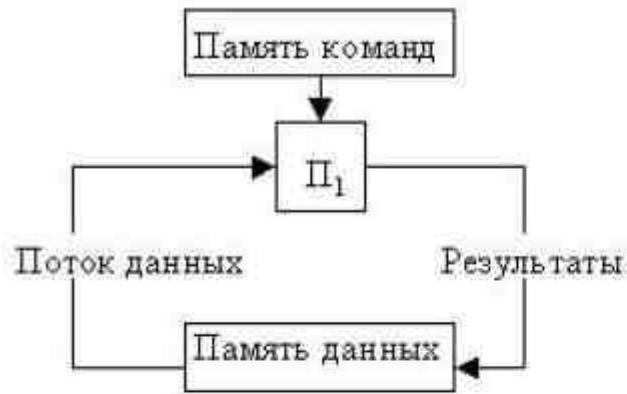 Память команд
П1
Поток данных
Результаты
Память данных